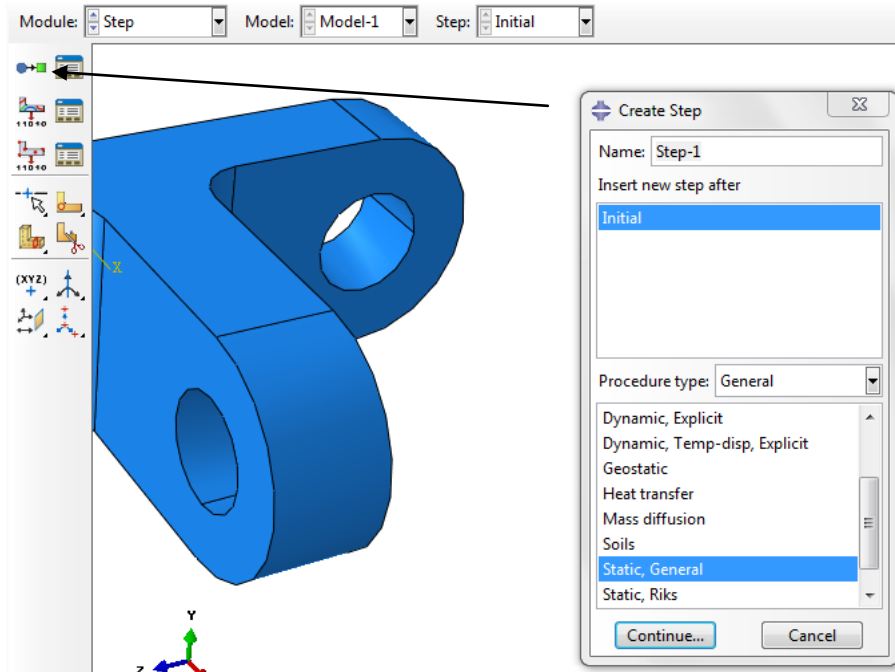 Module: Step Model: Model-1 Step: Initial
Create Step
Name: Step-1
Insert new step after
Initial
Procedure type: General
Dynamic, Explicit
Dynamic, Temp-disp, Explicit
Geostatic
Heat transfer
Mass diffusion
Soils
Static, General
Static, Riks
Continue... Cancel
11010
11010
(XYZ)
X
Y
Z